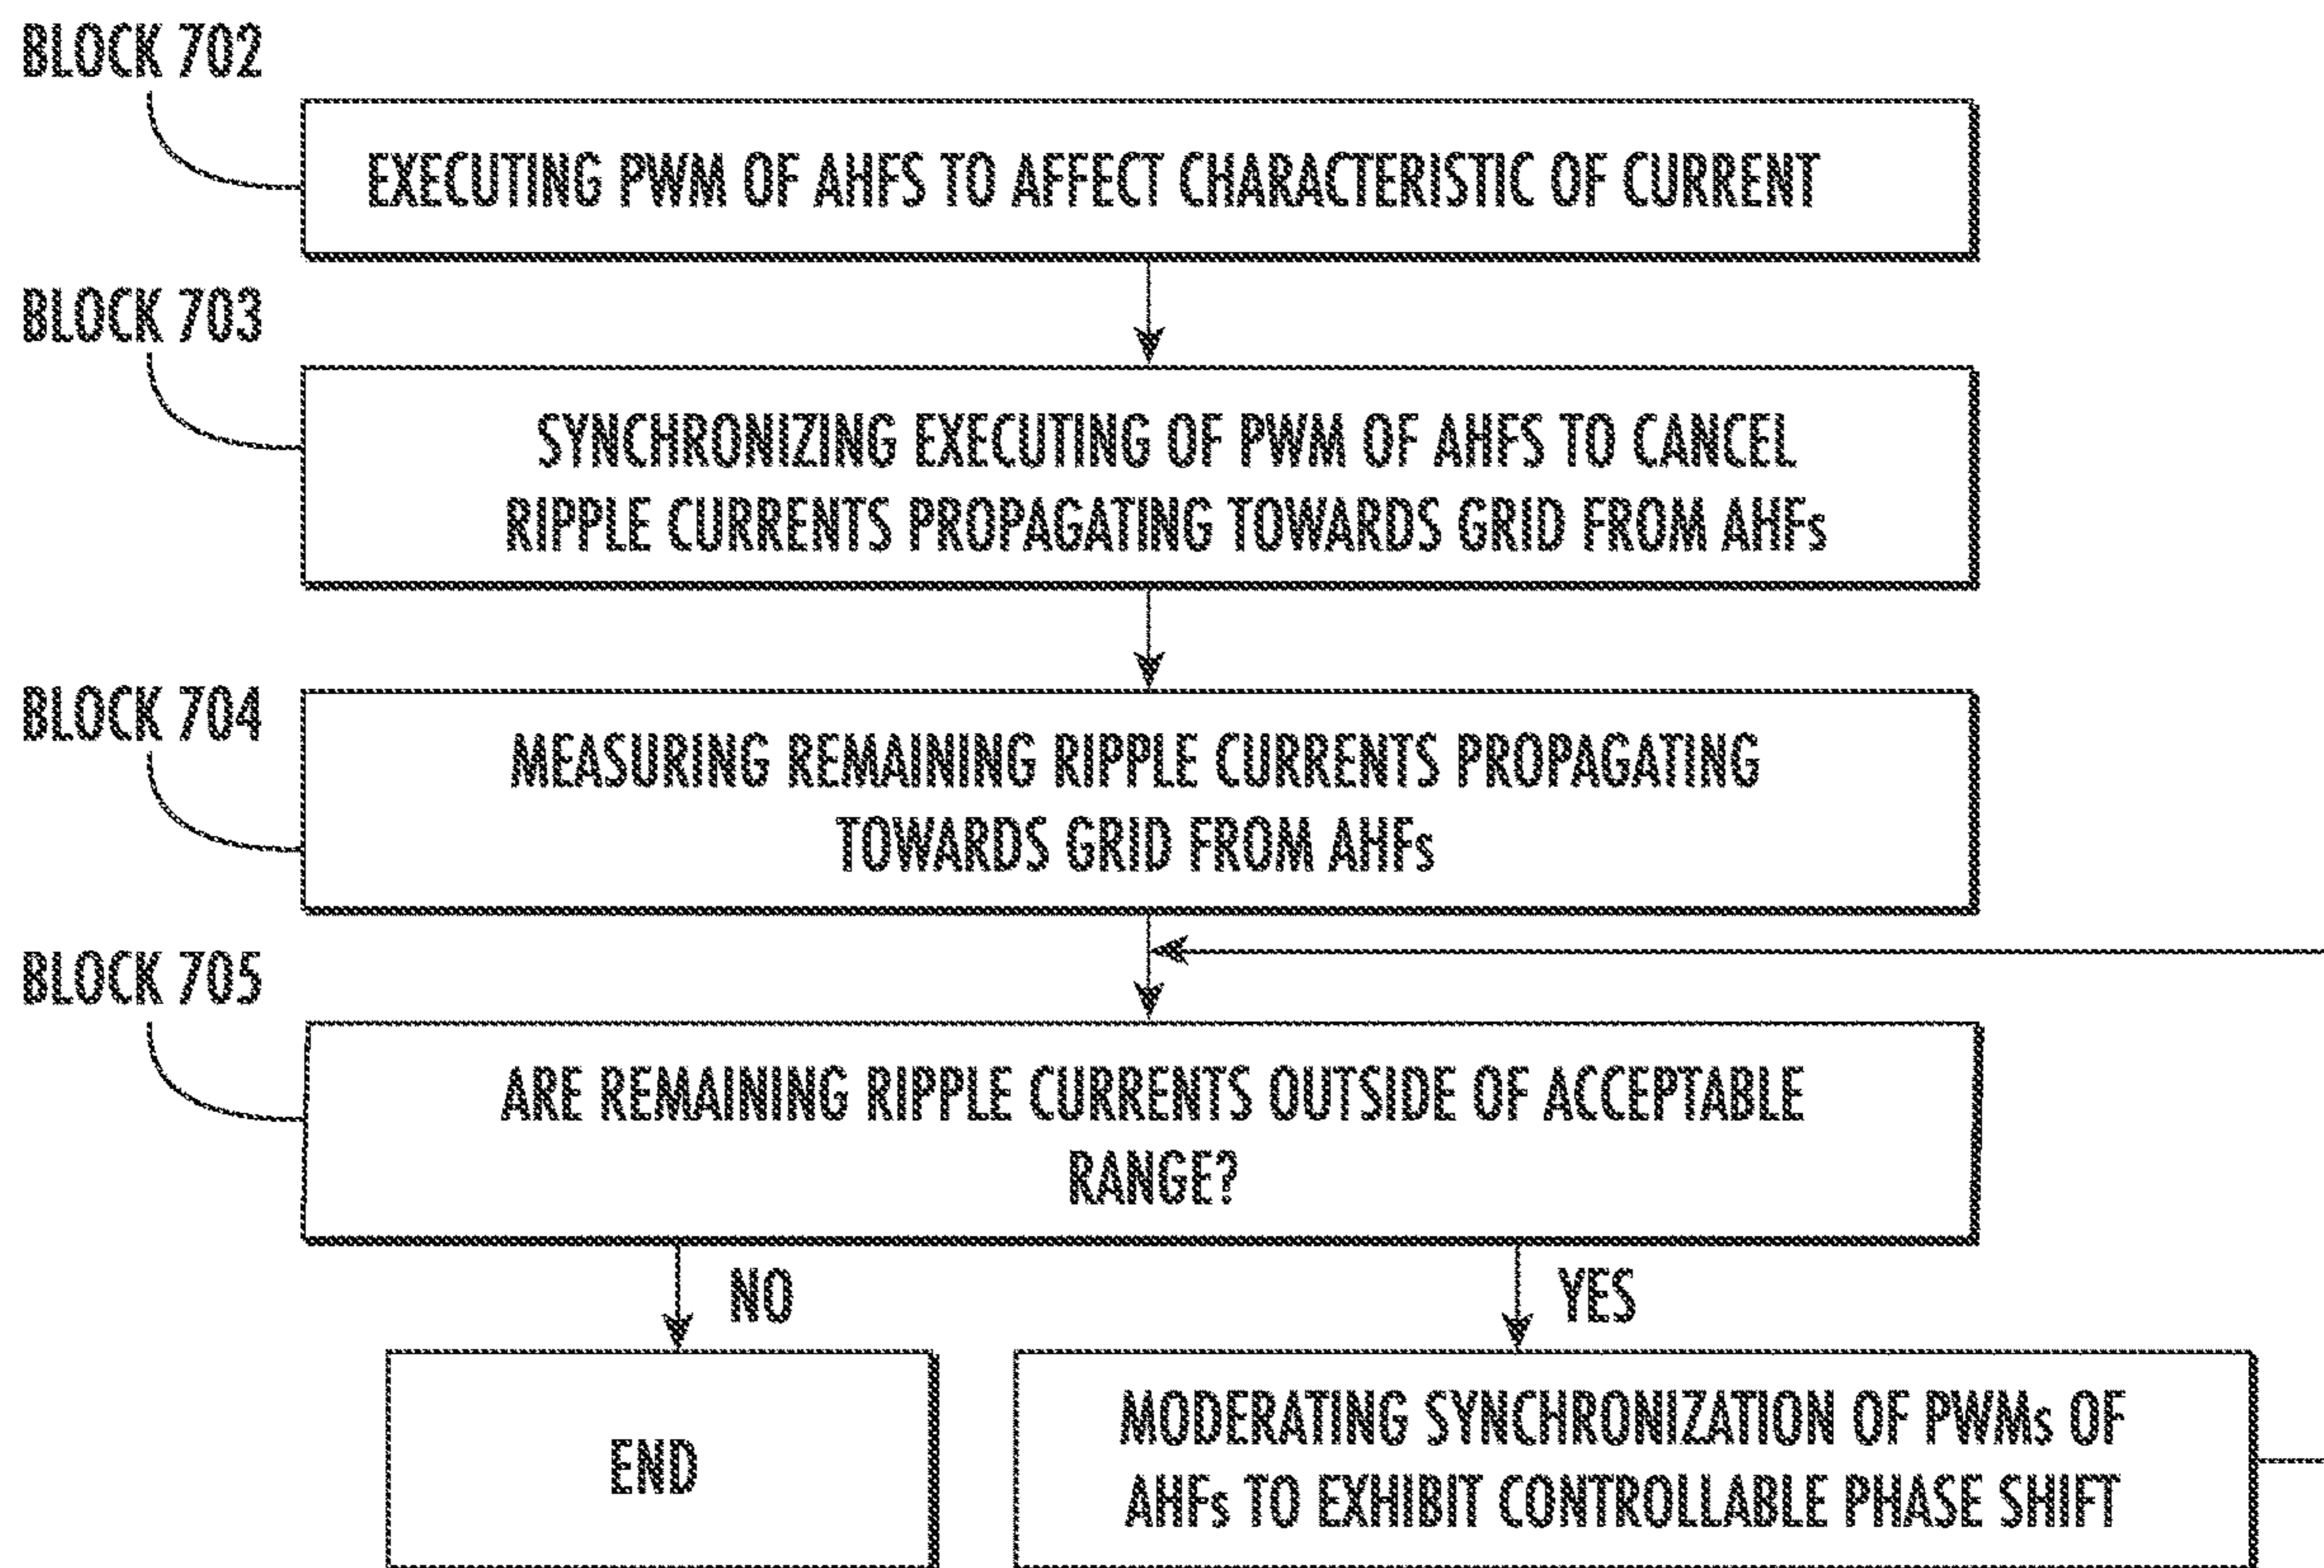 BLOCK 702
EXECUTING PWM OF AHFS TO AFFECT CHARACTERISTIC OF CURRENT
BLOCK 703
SYNCHRONIZING EXECUTING OF PWM OF AHFS TO CANCEL
RIPPLE CURRENTS PROPAGATING TOWARDS GRID FROM AHFs
BLOCK 704
MEASURING REMAINING RIPPLE CURRENTS PROPAGATING
TOWARDS GRID FROM AHFs
BLOCK 705
ARE REMAINING RIPPLE CURRENTS OUTSIDE OF ACCEPTABLE
RANGE?
NO
YES
END
MODERATING SYNCHRONIZATION OF PWMs OF
AHFs TO EXHIBIT CONTROLLABLE PHASE SHIFT